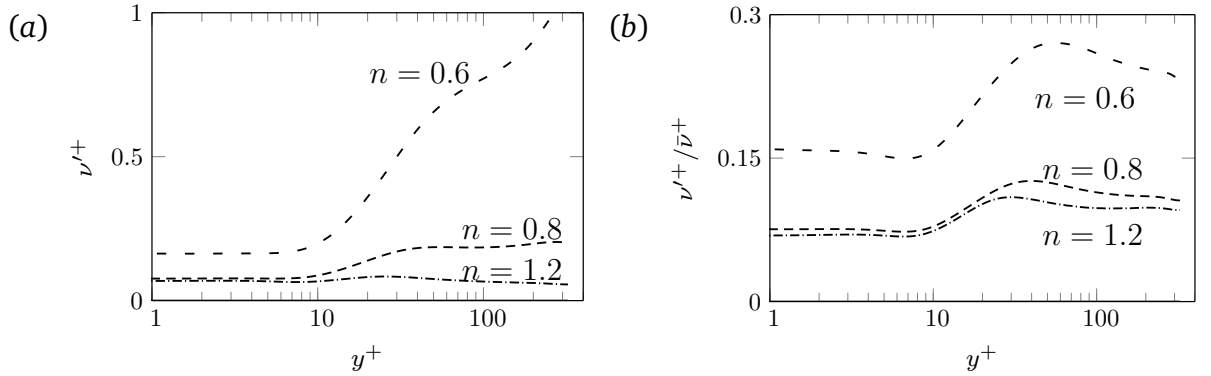 (a)
1
0.5
0
ν′⁺
n = 0.6
n = 0.8
n = 1.2
1
10
100
y⁺
(b)
0.3
0.15
0
ν′⁺/ν̄⁺
n = 0.6
n = 0.8
n = 1.2
1
10
100
y⁺